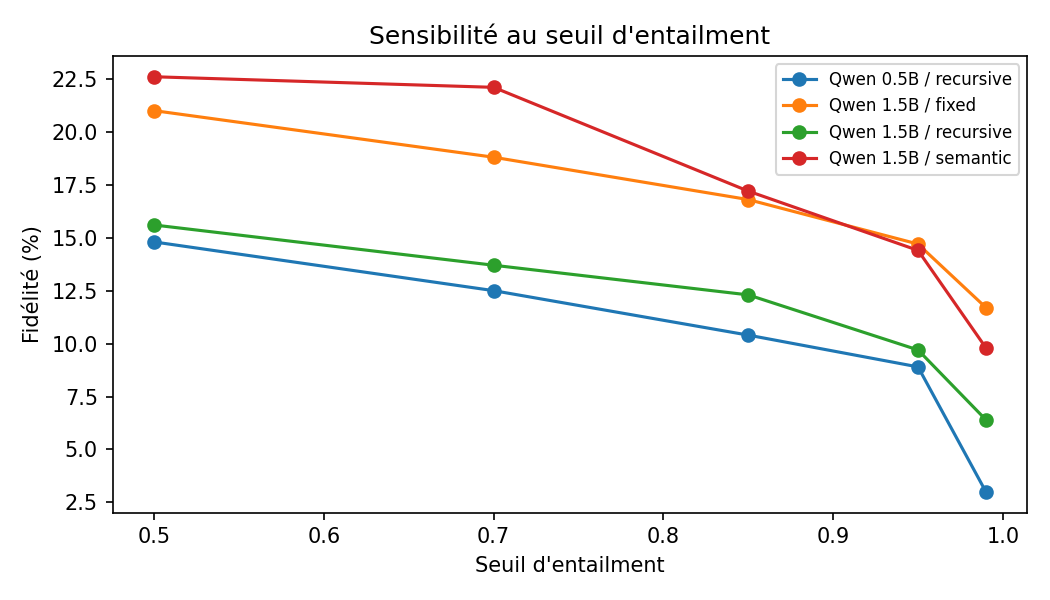 Sensibilité au seuil d'entailment
Qwen 0.5B / recursive
Qwen 1.5B / fixed
Qwen 1.5B / recursive
Qwen 1.5B / semantic
Fidélité (%)
22.5
20.0
17.5
15.0
12.5
10.0
7.5
5.0
2.5
0.5 0.6 0.7 0.8 0.9 1.0
Seuil d'entailment